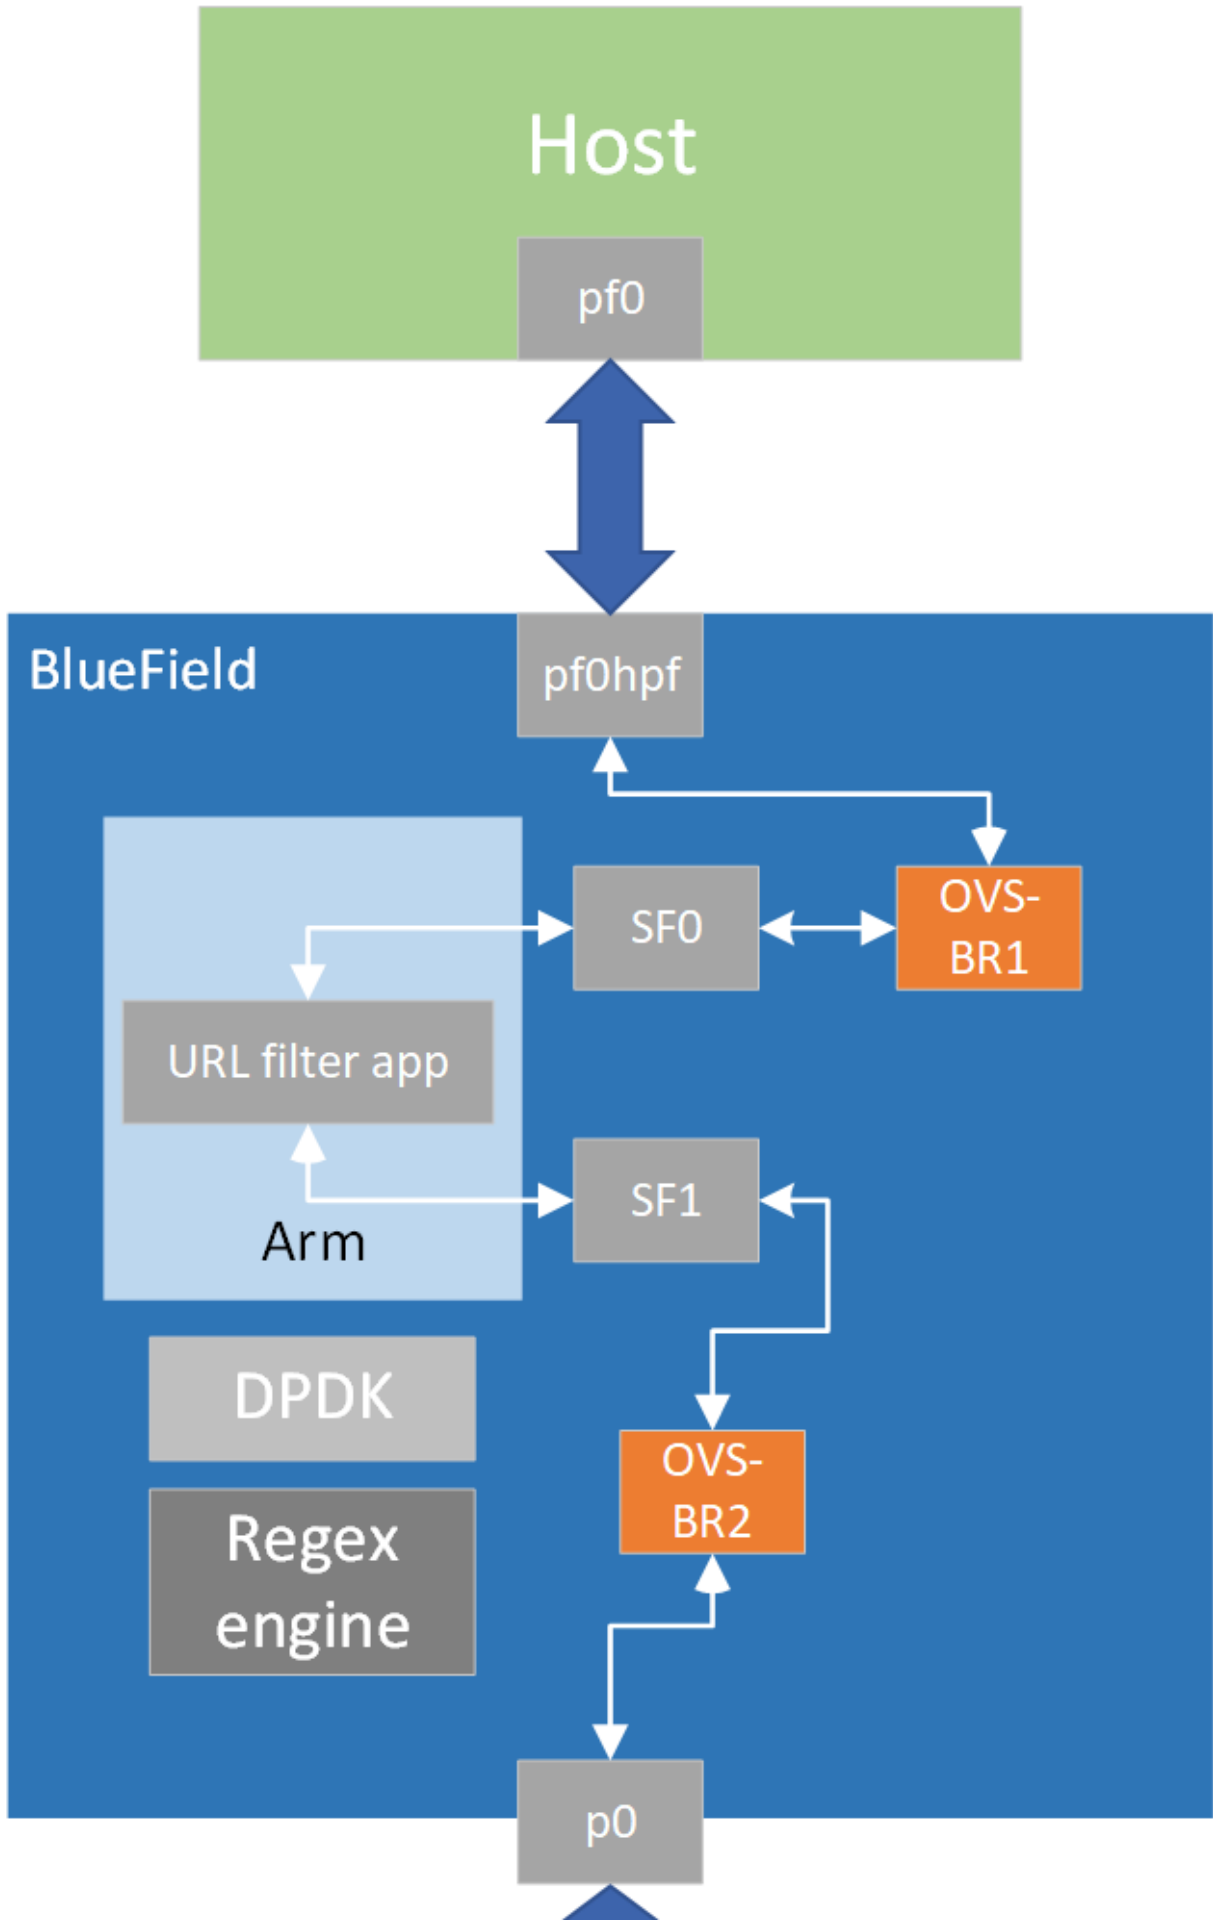 Host
pf0
BlueField
pf0hpf
SF0
OVS-
BR1
URL filter app
SF1
Arm
DPDK
OVS-
BR2
Regex
engine
p0